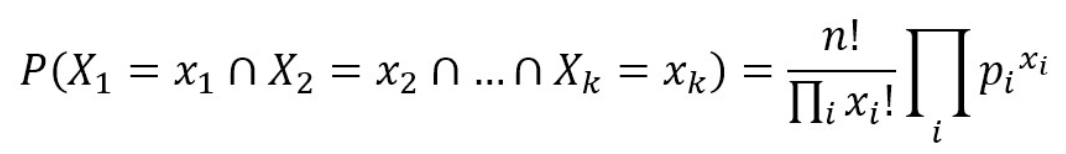 P(X₁ = x₁ ∩ X₂ = x₂ ∩ … ∩ Xₖ = xₖ) = n! / ∏ᵢ xᵢ! ∏ᵢ pᵢ^xᵢ